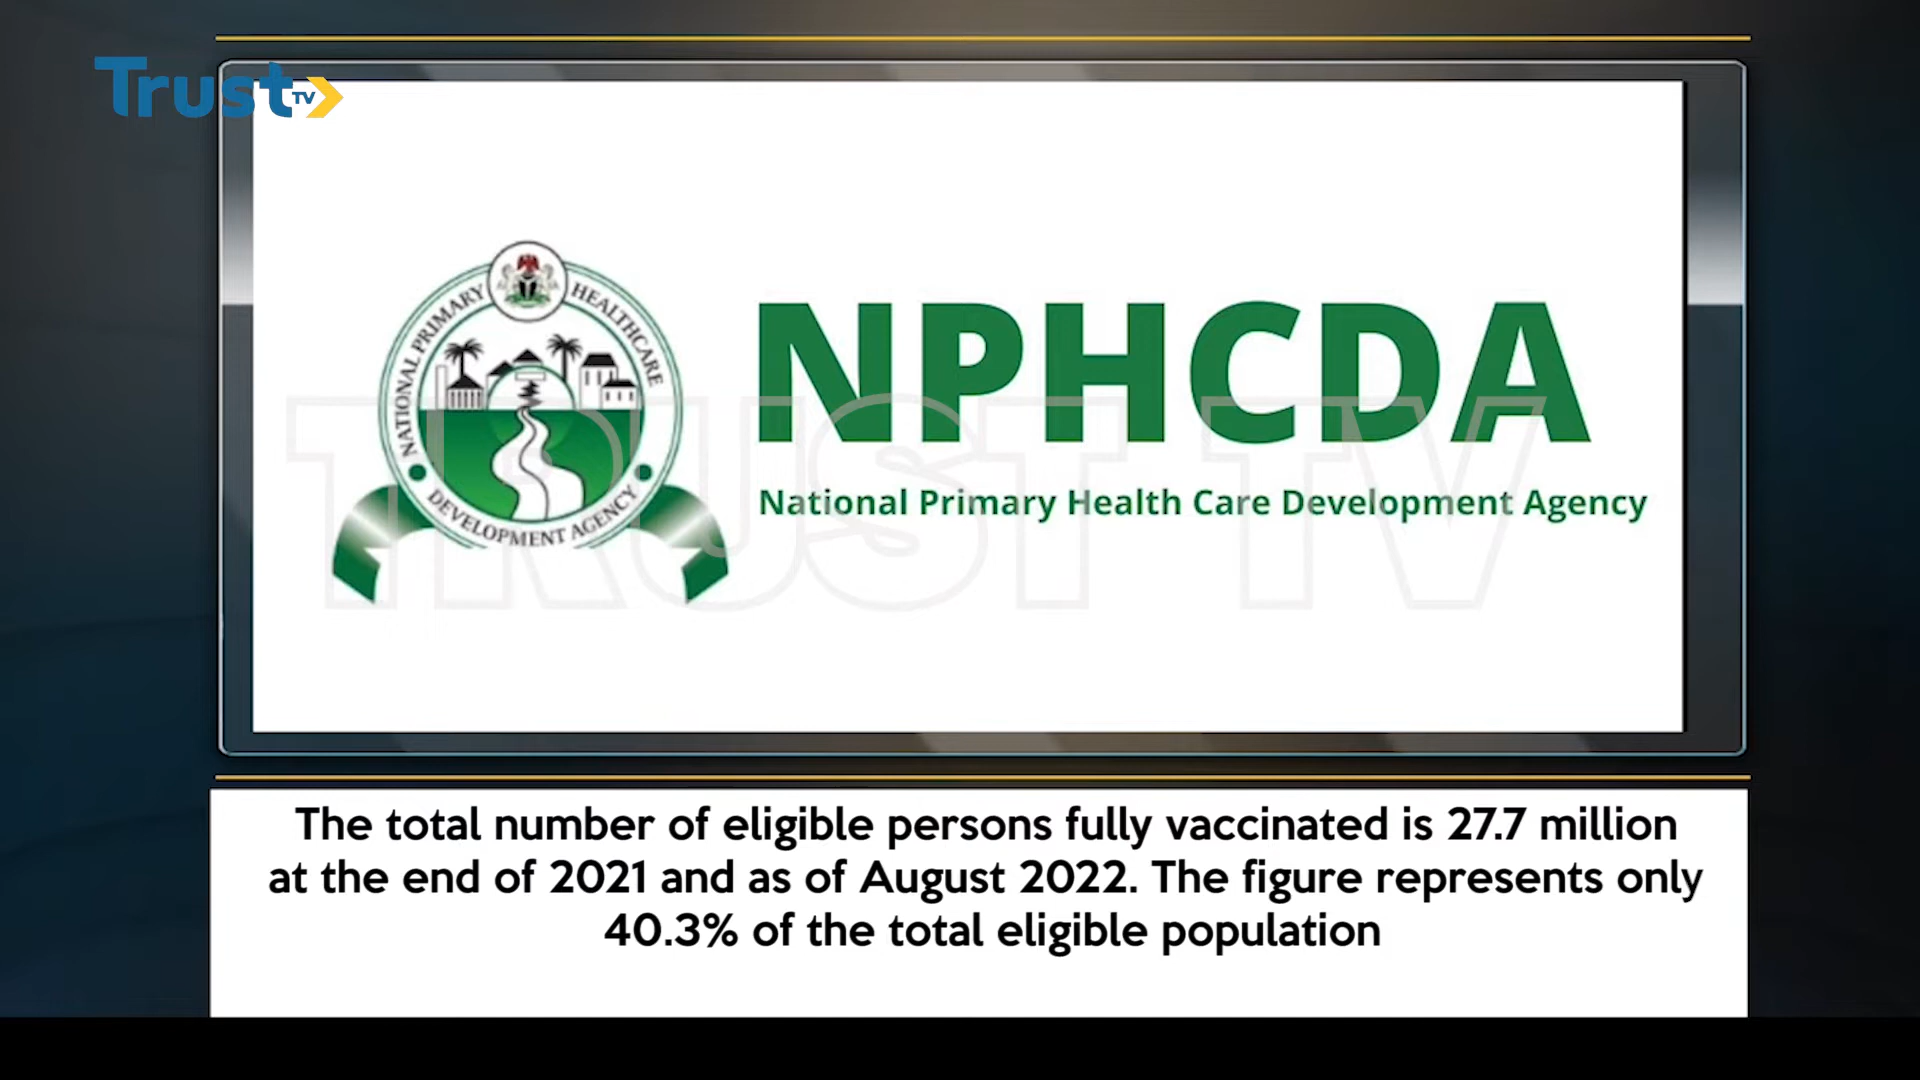 Trust TV
NATIONAL PRIMARY HEALTHCARE
DEVELOPMENT AGENCY
NPHCDA
National Primary Health Care Development Agency
TRUST TV
The total number of eligible persons fully vaccinated is 27.7 million
at the end of 2021 and as of August 2022. The figure represents only
40.3% of the total eligible population